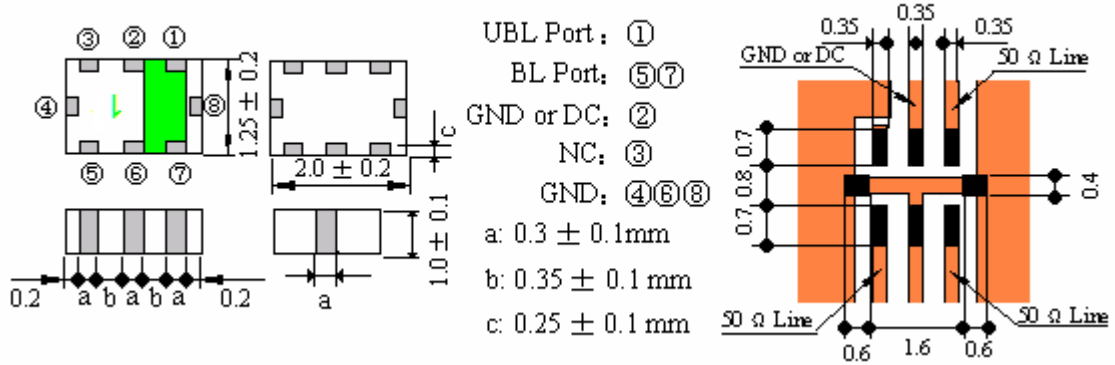 ③ ② ①
④ ⑧
⑤ ⑥ ⑦
1.25 ± 0.2
c
2.0 ± 0.2
0.2 a b a b a 0.2
a
1.0 ± 0.1
UBL Port： ①
BL Port： ⑤⑦
GND or DC： ②
NC： ③
GND： ④⑥⑧
a: 0.3 ± 0.1mm
b: 0.35 ± 0.1 mm
c: 0.25 ± 0.1 mm
0.35 0.35 0.35
GND or DC
50 Ω Line
0.7
0.8
0.7
0.4
50 Ω Line
50 Ω Line
0.6 1.6 0.6